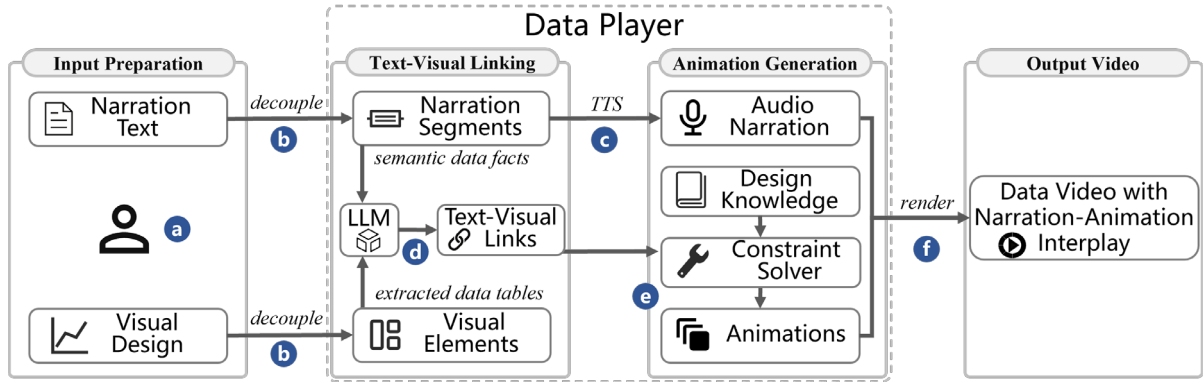 Data Player
Input Preparation
Text-Visual Linking
Animation Generation
Output Video
Narration
Text
decouple
b
Narration
Segments
TTS
c
Audio
Narration
semantic data facts
Design
Knowledge
a
LLM
d
Text-Visual
Links
render
f
Data Video with
Narration-Animation
Interplay
Constraint
Solver
e
extracted data tables
Visual
Design
decouple
b
Visual
Elements
Animations